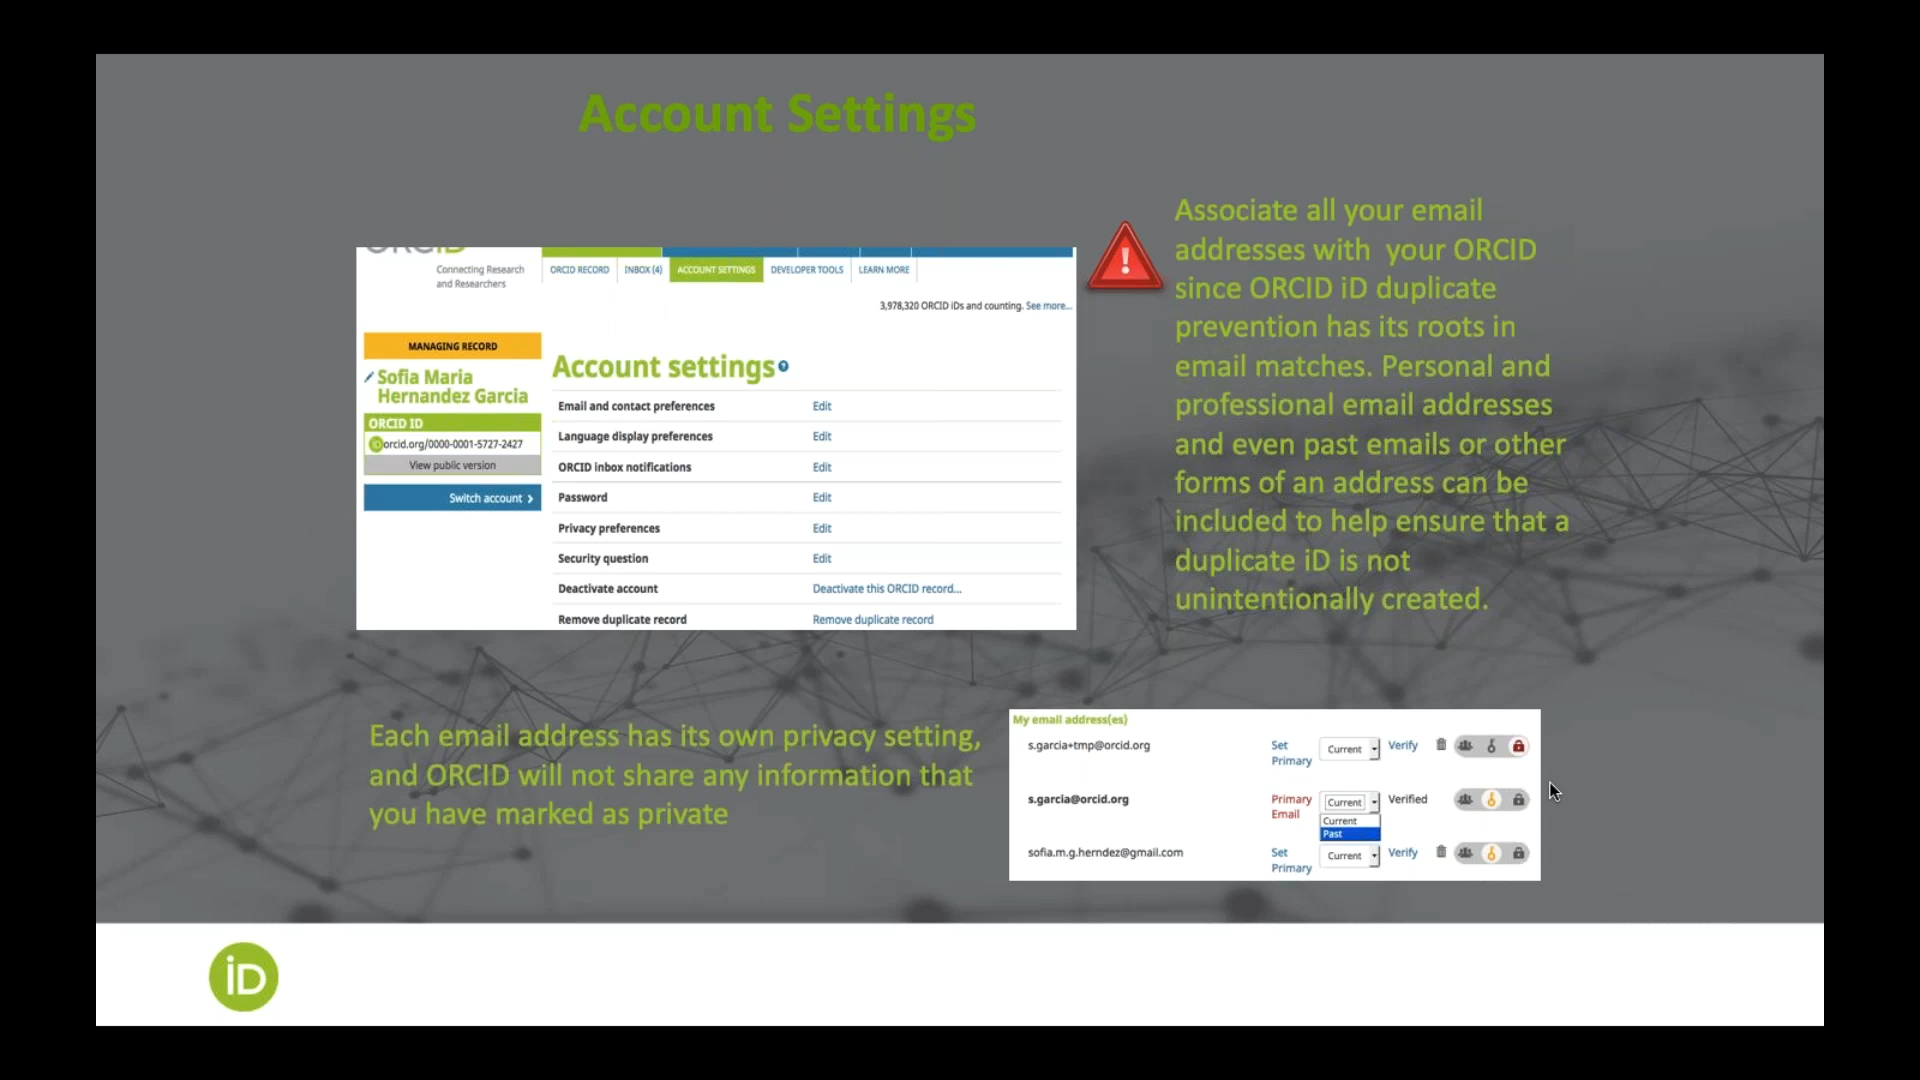 Account Settings
ORCID
Connecting Research
and Researchers
ORCID RECORD INBOX (4) ACCOUNT SETTINGS DEVELOPER TOOLS LEARN MORE
3,978,320 ORCID iDs and counting. See more...
MANAGING RECORD
Sofia Maria
Hernandez Garcia
ORCID ID
iD orcid.org/0000-0001-5727-2427
View public version
Switch account
Account settings ?
Email and contact preferences Edit
Language display preferences Edit
ORCID inbox notifications Edit
Password Edit
Privacy preferences Edit
Security question Edit
Deactivate account Deactivate this ORCID record...
Remove duplicate record Remove duplicate record
!
Associate all your email
addresses with your ORCID
since ORCID iD duplicate
prevention has its roots in
email matches. Personal and
professional email addresses
and even past emails or other
forms of an address can be
included to help ensure that a
duplicate iD is not
unintentionally created.
Each email address has its own privacy setting,
and ORCID will not share any information that
you have marked as private
My email address(es)
s.garcia+tmp@orcid.org Set Primary Current Verify
s.garcia@orcid.org Primary Email Current Verified
Current
Past
sofia.m.g.herndez@gmail.com Set Primary Current Verify
iD